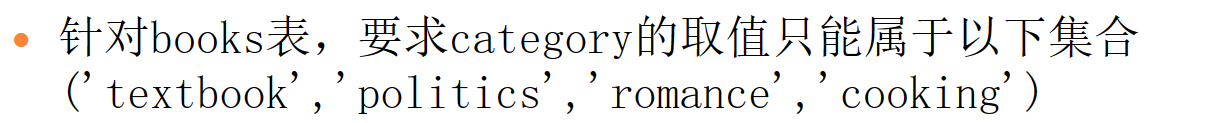 • 针对books表，要求category的取值只能属于以下集合
('textbook','politics','romance','cooking')